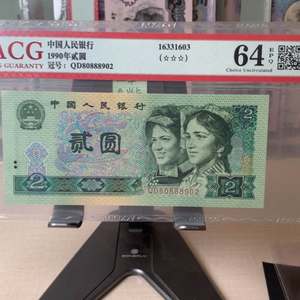 ACG
GUARANTY
中国人民银行
1990年贰圆
冠号: QD80888902
16331603
(☆☆☆)
64 EPQ
Choice Uncirculated
中国人民银行
贰圆
2
2
QD80888902